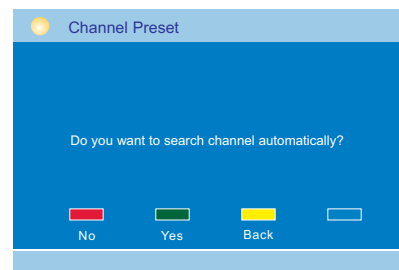 Channel Preset
Do you want to search channel automatically?
No Yes Back